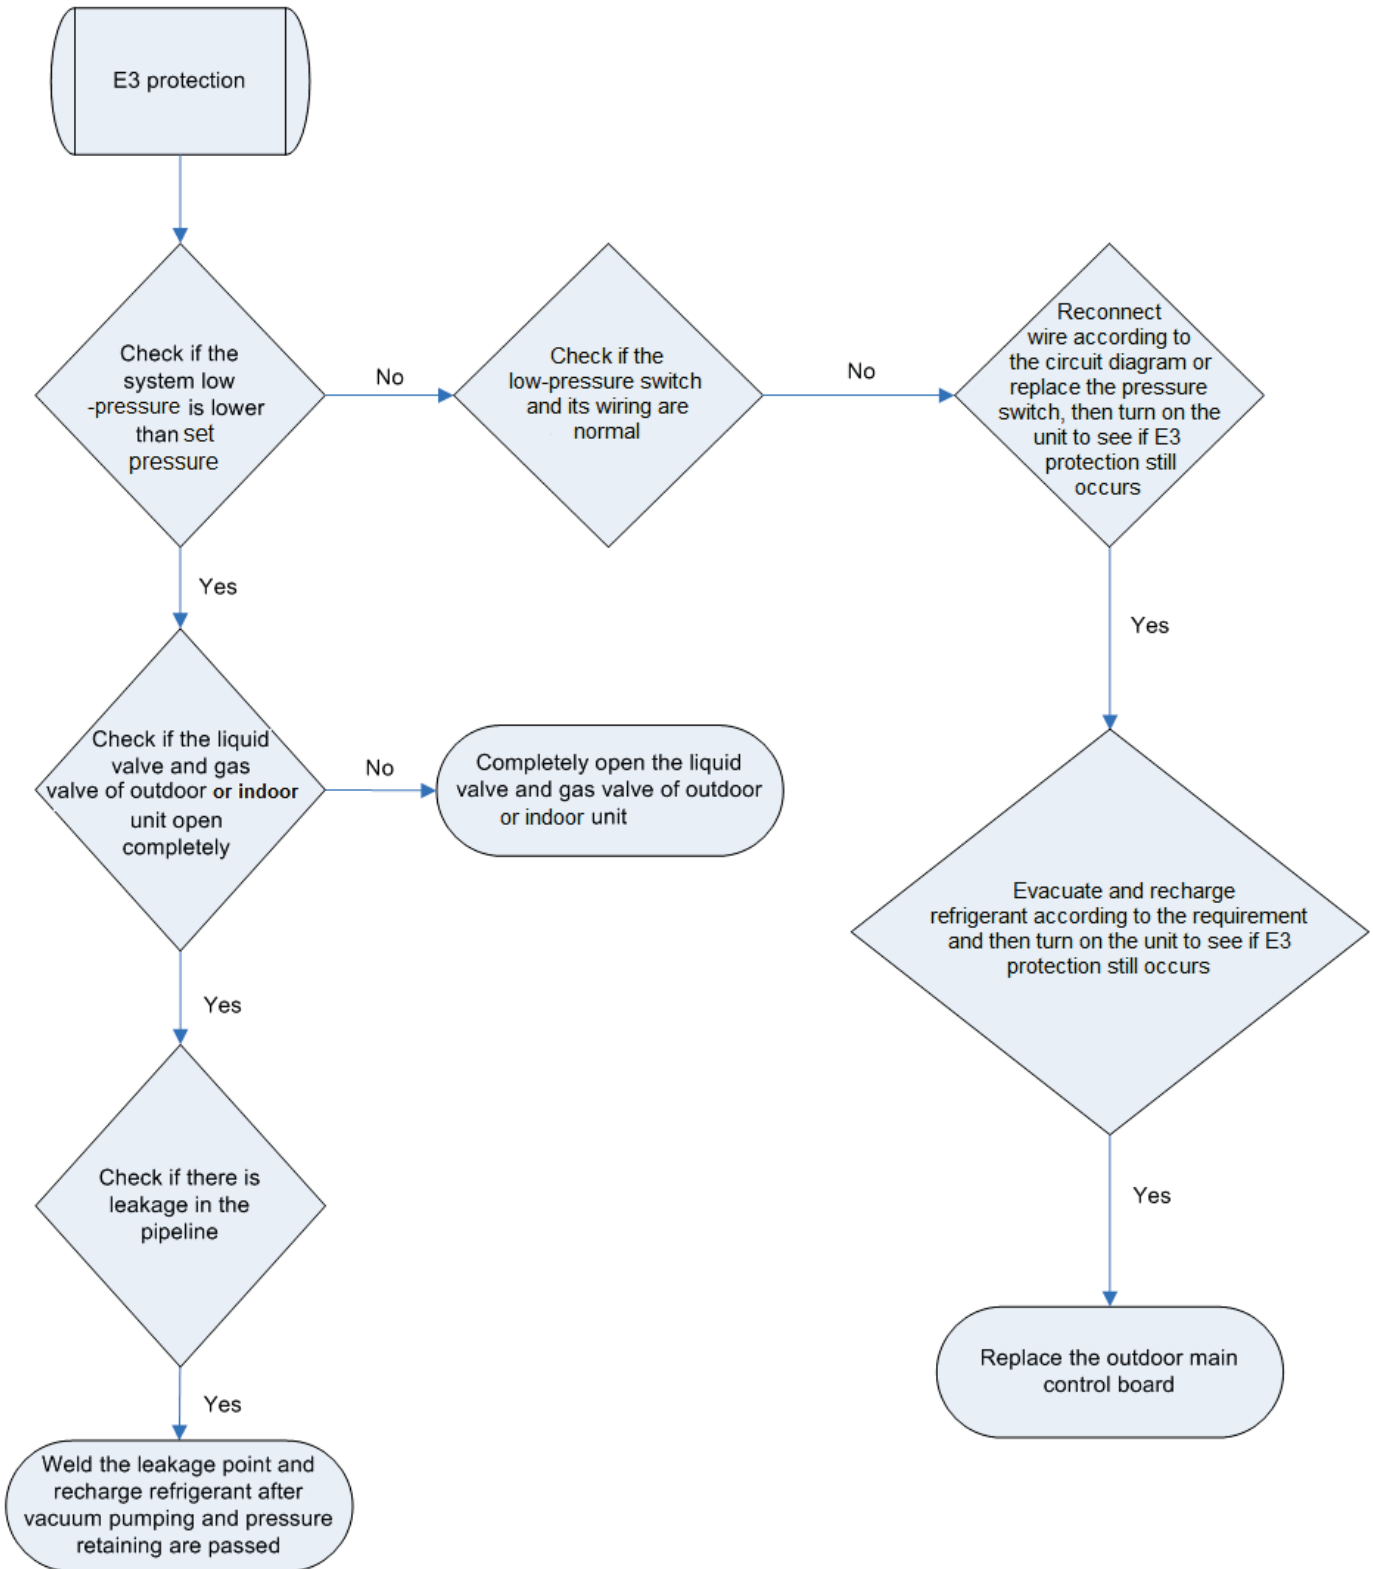 E3 protection
Check if the
system low
-pressure is lower
than set
pressure
No
Check if the
low-pressure switch
and its wiring are
normal
No
Reconnect
wire according to
the circuit diagram or
replace the pressure
switch, then turn on the
unit to see if E3
protection still
occurs
Yes
Yes
Check if the liquid
valve and gas
valve of outdoor or indoor
unit open
completely
No
Completely open the liquid
valve and gas valve of outdoor
or indoor unit
Evacuate and recharge
refrigerant according to the requirement
and then turn on the unit to see if E3
protection still occurs
Yes
Check if there is
leakage in the
pipeline
Yes
Replace the outdoor main
control board
Yes
Weld the leakage point and
recharge refrigerant after
vacuum pumping and pressure
retaining are passed